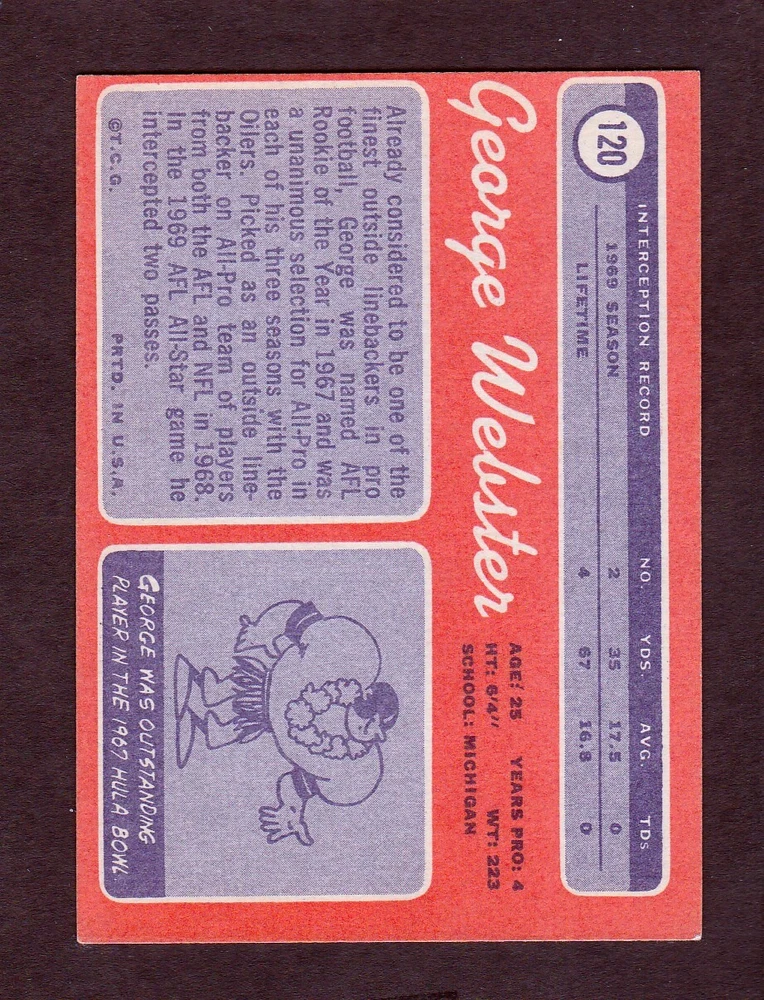 120
INTERCEPTION RECORD NO. YDS. AVG. TDs
1969 SEASON 2 35 17.5 0
LIFETIME 4 67 16.8 0
George Webster
AGE: 25 YEARS PRO: 4
HT: 6'4'' WT: 223
SCHOOL: MICHIGAN
Already considered to be one of the
finest outside linebackers in pro
football, George was named AFL
Rookie of the Year in 1967 and was
a unanimous selection for All-Pro in
each of his three seasons with the
Oilers. Picked as an outside line-
backer on All-Pro team of players
from both the AFL and NFL in 1968.
In the 1969 AFL All-Star game he
intercepted two passes.
©T.C.G. PRTD. IN U.S.A.
GEORGE WAS OUTSTANDING
PLAYER IN THE 1967 HULA BOWL